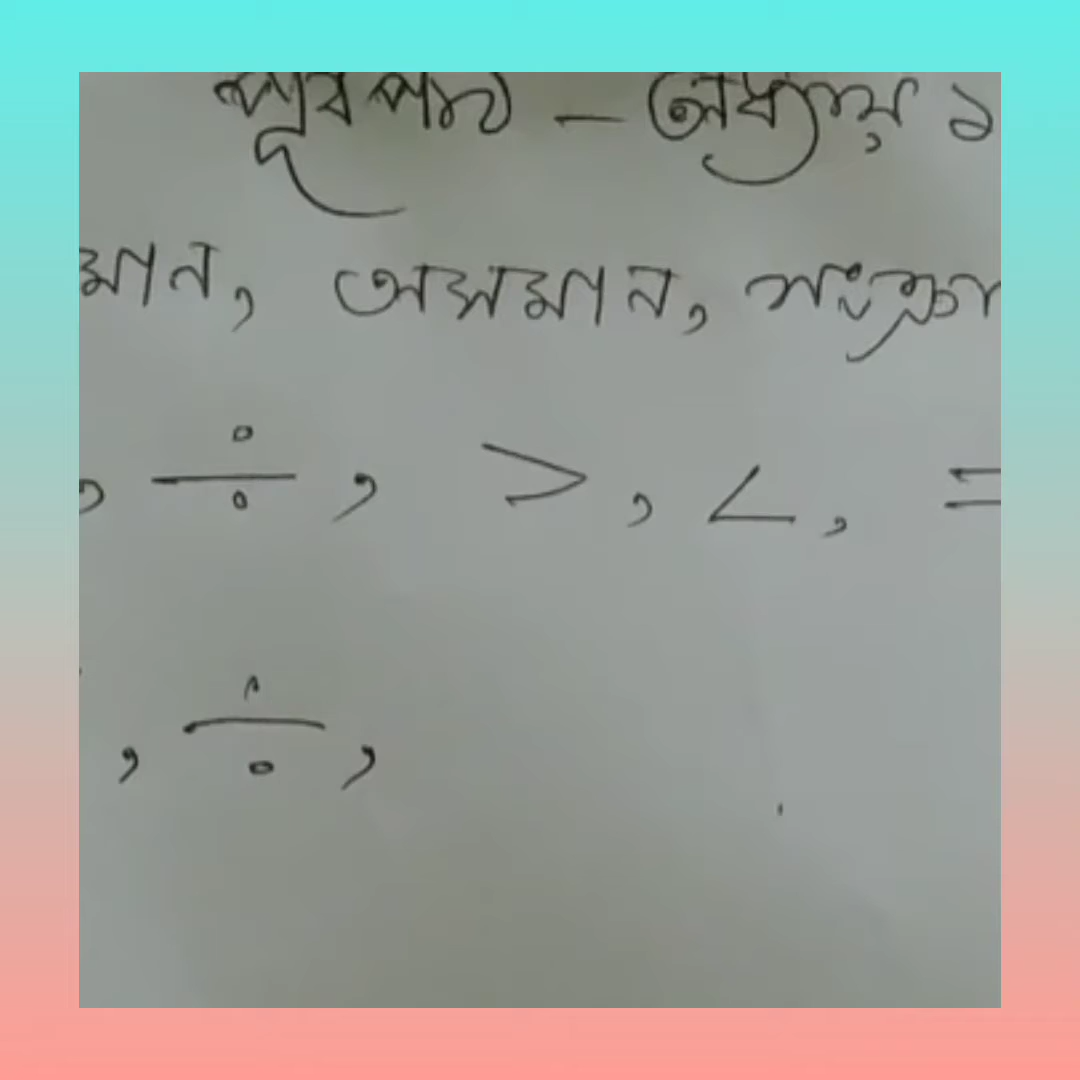 পূর্বপাঠ – অধ্যায় ১
মান, অসমান, সংক্ষে
, ÷, >, <, =
, ÷,